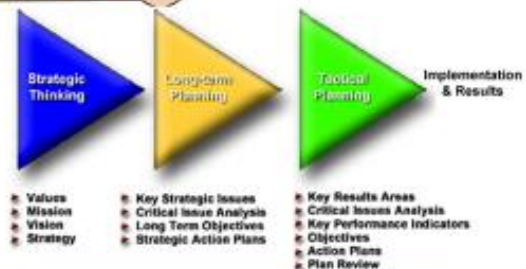 Strategic
Thinking
Long-term
Planning
Tactical
Planning
Implementation
& Results
Values
Mission
Vision
Strategy
Key Strategic Issues
Critical Issue Analysis
Long Term Objectives
Strategic Action Plans
Key Results Areas
Critical Issues Analysis
Key Performance Indicators
Objectives
Action Plans
Plan Review